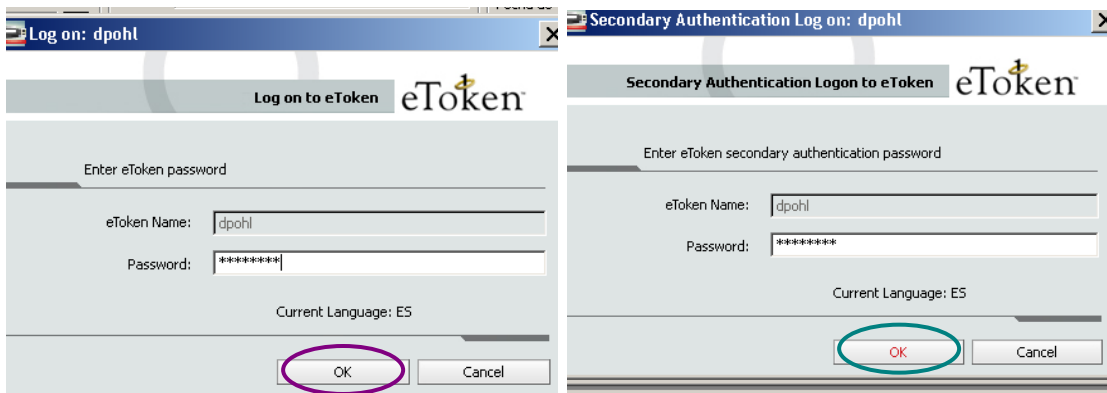 Log on: dpohl
Log on to eToken
eToken
Enter eToken password
eToken Name:
dpohl
Password:
********
Current Language: ES
OK
Cancel
Secondary Authentication Log on: dpohl
Secondary Authentication Logon to eToken
eToken
Enter eToken secondary authentication password
eToken Name:
dpohl
Password:
********
Current Language: ES
OK
Cancel